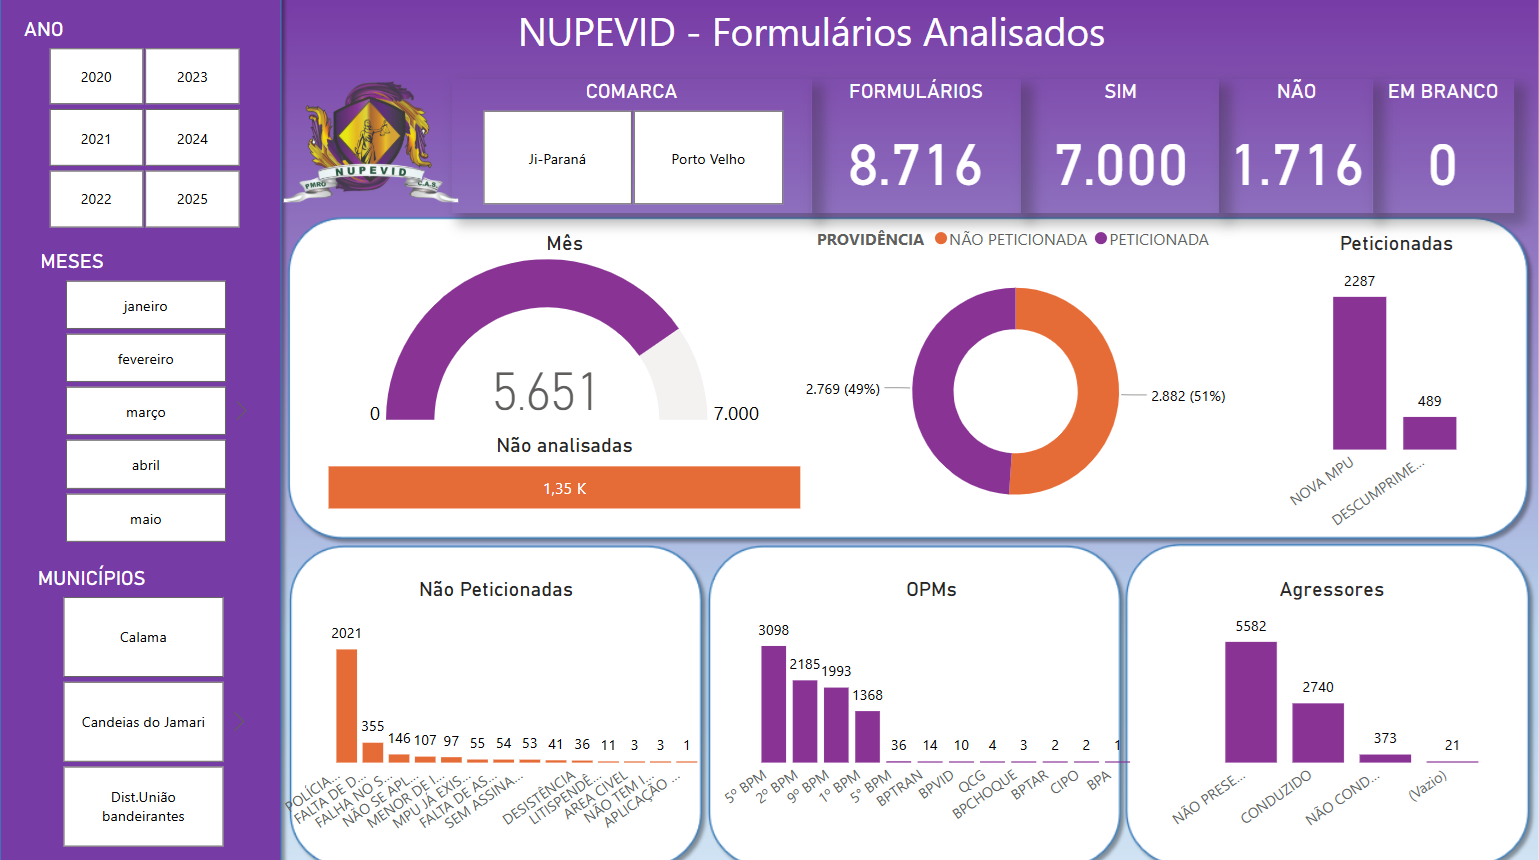 ANO
2020
2023
2021
2024
2022
2025
MESES
janeiro
fevereiro
março
abril
maio
MUNICÍPIOS
Calama
Candeias do Jamari
Dist.União
bandeirantes
NUPEVID - Formulários Analisados
NUPEVID
PMRO
C.A.S.
COMARCA
Ji-Paraná
Porto Velho
FORMULÁRIOS
8.716
SIM
7.000
NÃO
1.716
EM BRANCO
0
Mês
5.651
0
7.000
Não analisadas
1,35 K
PROVIDÊNCIA
NÃO PETICIONADA
PETICIONADA
2.769 (49%)
2.882 (51%)
Peticionadas
2287
489
NOVA MPU
DESCUMPRIME...
Não Peticionadas
2021
355
146
107
97
55
54
53
41
36
11
3
3
1
POLÍCIA...
FALTA DE D...
FALHA NO S...
NÃO SE APL...
MENOR DE I...
MPU JÁ EXIS...
FALTA DE AS...
SEM ASSINA...
DESISTÊNCIA
LITISPENDÊ...
AREA CIVEL
NÃO TEM I...
APLICAÇÃO ...
OPMs
3098
2185
1993
1368
36
14
10
4
3
2
2
1
5º BPM
2º BPM
9º BPM
1º BPM
5º BPM
BPTRAN
BPVID
QCG
BPCHOQUE
BPTAR
CIPO
BPA
Agressores
5582
2740
373
21
NÃO PRESE...
CONDUZIDO
NÃO COND...
(Vazio)